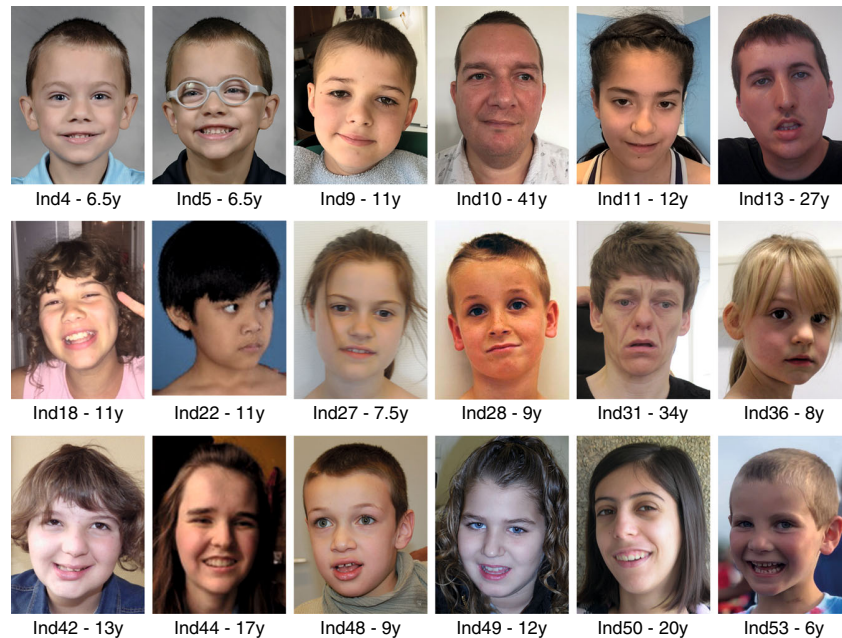 Ind4 - 6.5y
Ind5 - 6.5y
Ind9 - 11y
Ind10 - 41y
Ind11 - 12y
Ind13 - 27y
Ind18 - 11y
Ind22 - 11y
Ind27 - 7.5y
Ind28 - 9y
Ind31 - 34y
Ind36 - 8y
Ind42 - 13y
Ind44 - 17y
Ind48 - 9y
Ind49 - 12y
Ind50 - 20y
Ind53 - 6y